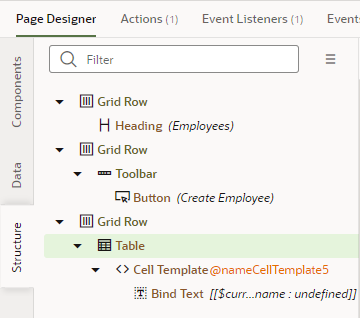 Page Designer Actions (1) Event Listeners (1) Events
Components
Data
Structure
Filter
Grid Row
Heading (Employees)
Grid Row
Toolbar
Button (Create Employee)
Grid Row
Table
Cell Template @nameCellTemplate5
Bind Text [[$curr...name : undefined]]